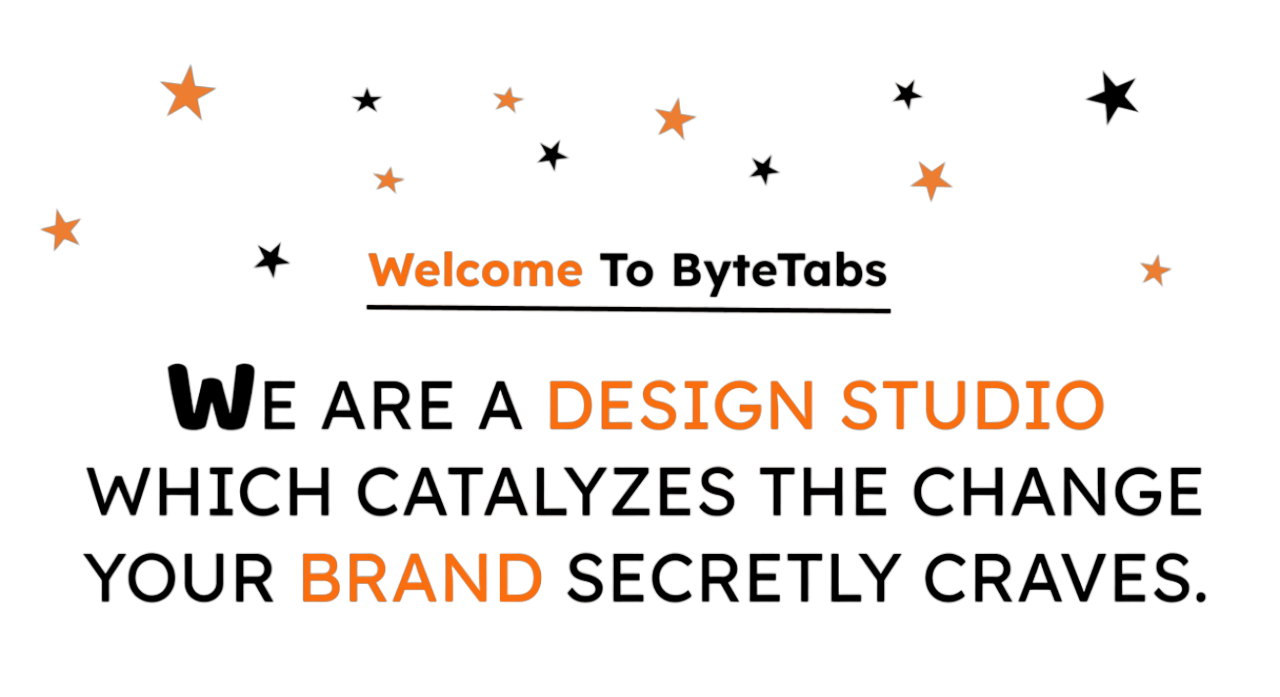 Welcome To ByteTabs
WE ARE A DESIGN STUDIO
WHICH CATALYZES THE CHANGE
YOUR BRAND SECRETLY CRAVES.